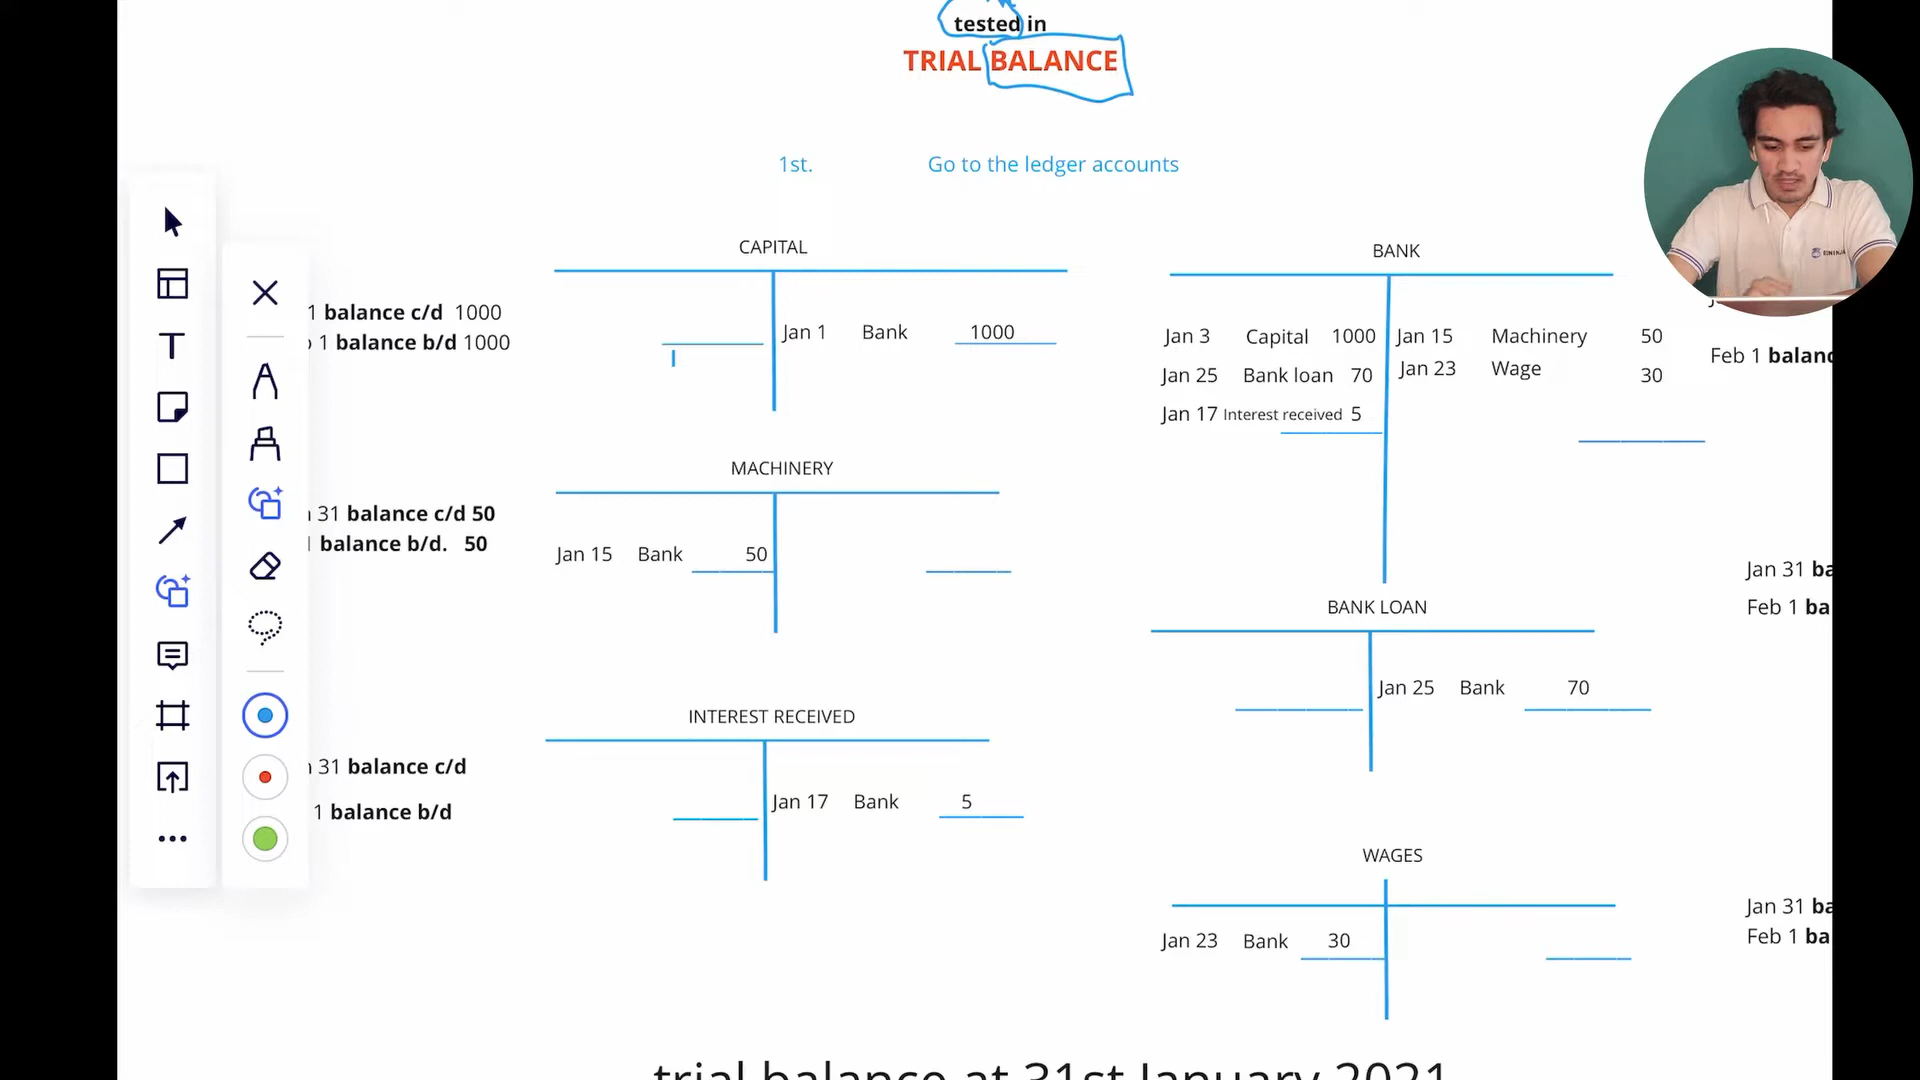 tested in
TRIAL BALANCE
1st. Go to the ledger accounts
CAPITAL
1 balance c/d 1000
1 balance b/d 1000
Jan 1 Bank 1000
BANK
Jan 3 Capital 1000 Jan 15 Machinery 50
Jan 25 Bank loan 70 Jan 23 Wage 30
Jan 17 Interest received 5
Feb 1 balanc
MACHINERY
31 balance c/d 50
balance b/d. 50
Jan 15 Bank 50
Jan 31 ba
Feb 1 ba
BANK LOAN
Jan 25 Bank 70
INTEREST RECEIVED
31 balance c/d
1 balance b/d
Jan 17 Bank 5
WAGES
Jan 23 Bank 30
Jan 31 ba
Feb 1 ba
trial balance at 31st January 2021